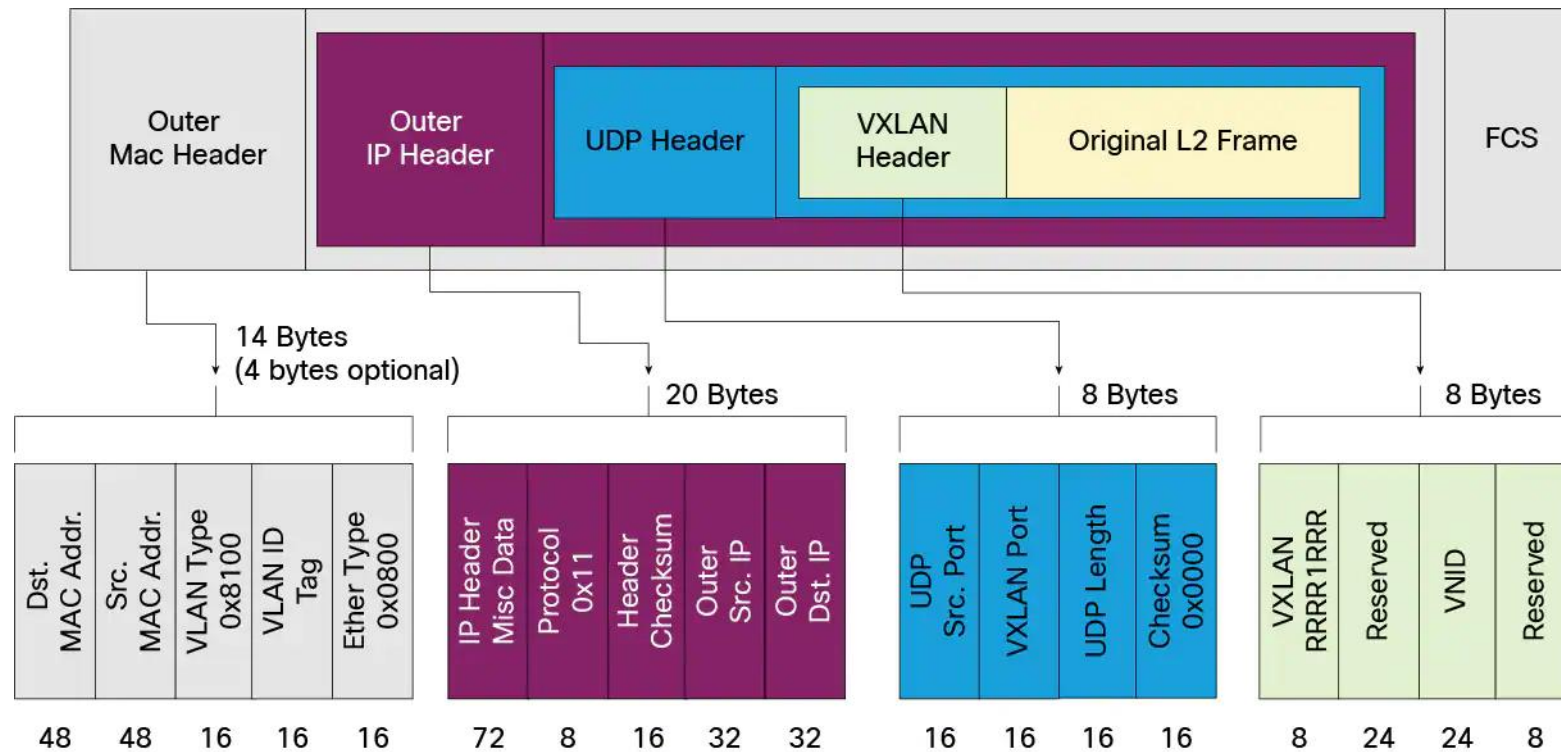 Outer
Mac Header
Outer
IP Header
UDP Header
VXLAN
Header
Original L2 Frame
FCS
14 Bytes
(4 bytes optional)
20 Bytes
8 Bytes
8 Bytes
Dst.
MAC Addr.
Src.
MAC Addr.
VLAN Type
0x8100
VLAN ID
Tag
Ether Type
0x0800
IP Header
Misc Data
Protocol
0x11
Header
Checksum
Outer
Src. IP
Outer
Dst. IP
UDP
Src. Port
VXLAN Port
UDP Length
Checksum
0x0000
VXLAN
RRRR1RRR
Reserved
VNID
Reserved
48 48 16 16 16 72 8 16 32 32 16 16 16 16 8 24 24 8